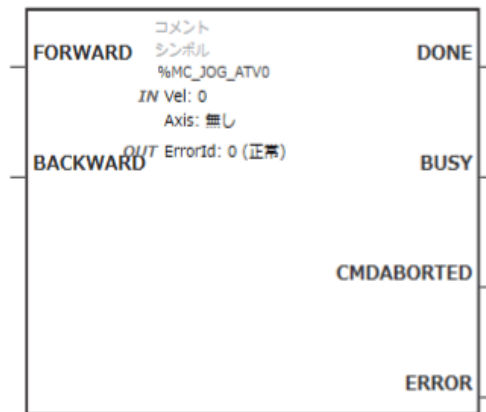 コメント
FORWARD シンボル DONE
%MC_JOG_ATV0
IN Vel: 0
Axis: 無し
OUT ErrorId: 0 (正常)
BACKWARD BUSY
CMDABORTED
ERROR